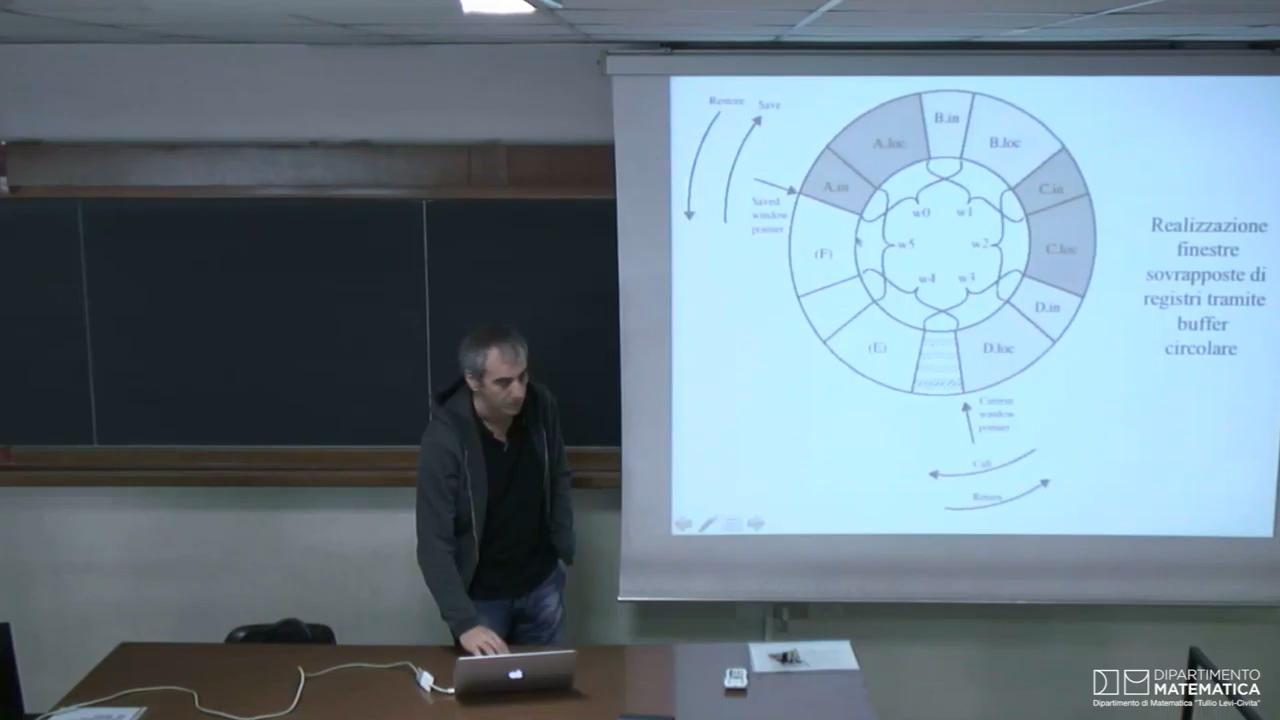 Restore
Save
B.in
A.loc
B.loc
A.in
C.in
Saved
window
pointer
w0
w1
(F)
w5
w2
C.loc
w4
w3
D.in
(E)
D.loc
Current
window
pointer
Call
Return
Realizzazione
finestre
sovrapposte di
registri tramite
buffer
circolare
DIPARTIMENTO
MATEMATICA
Dipartimento di Matematica "Tullio Levi-Civita"